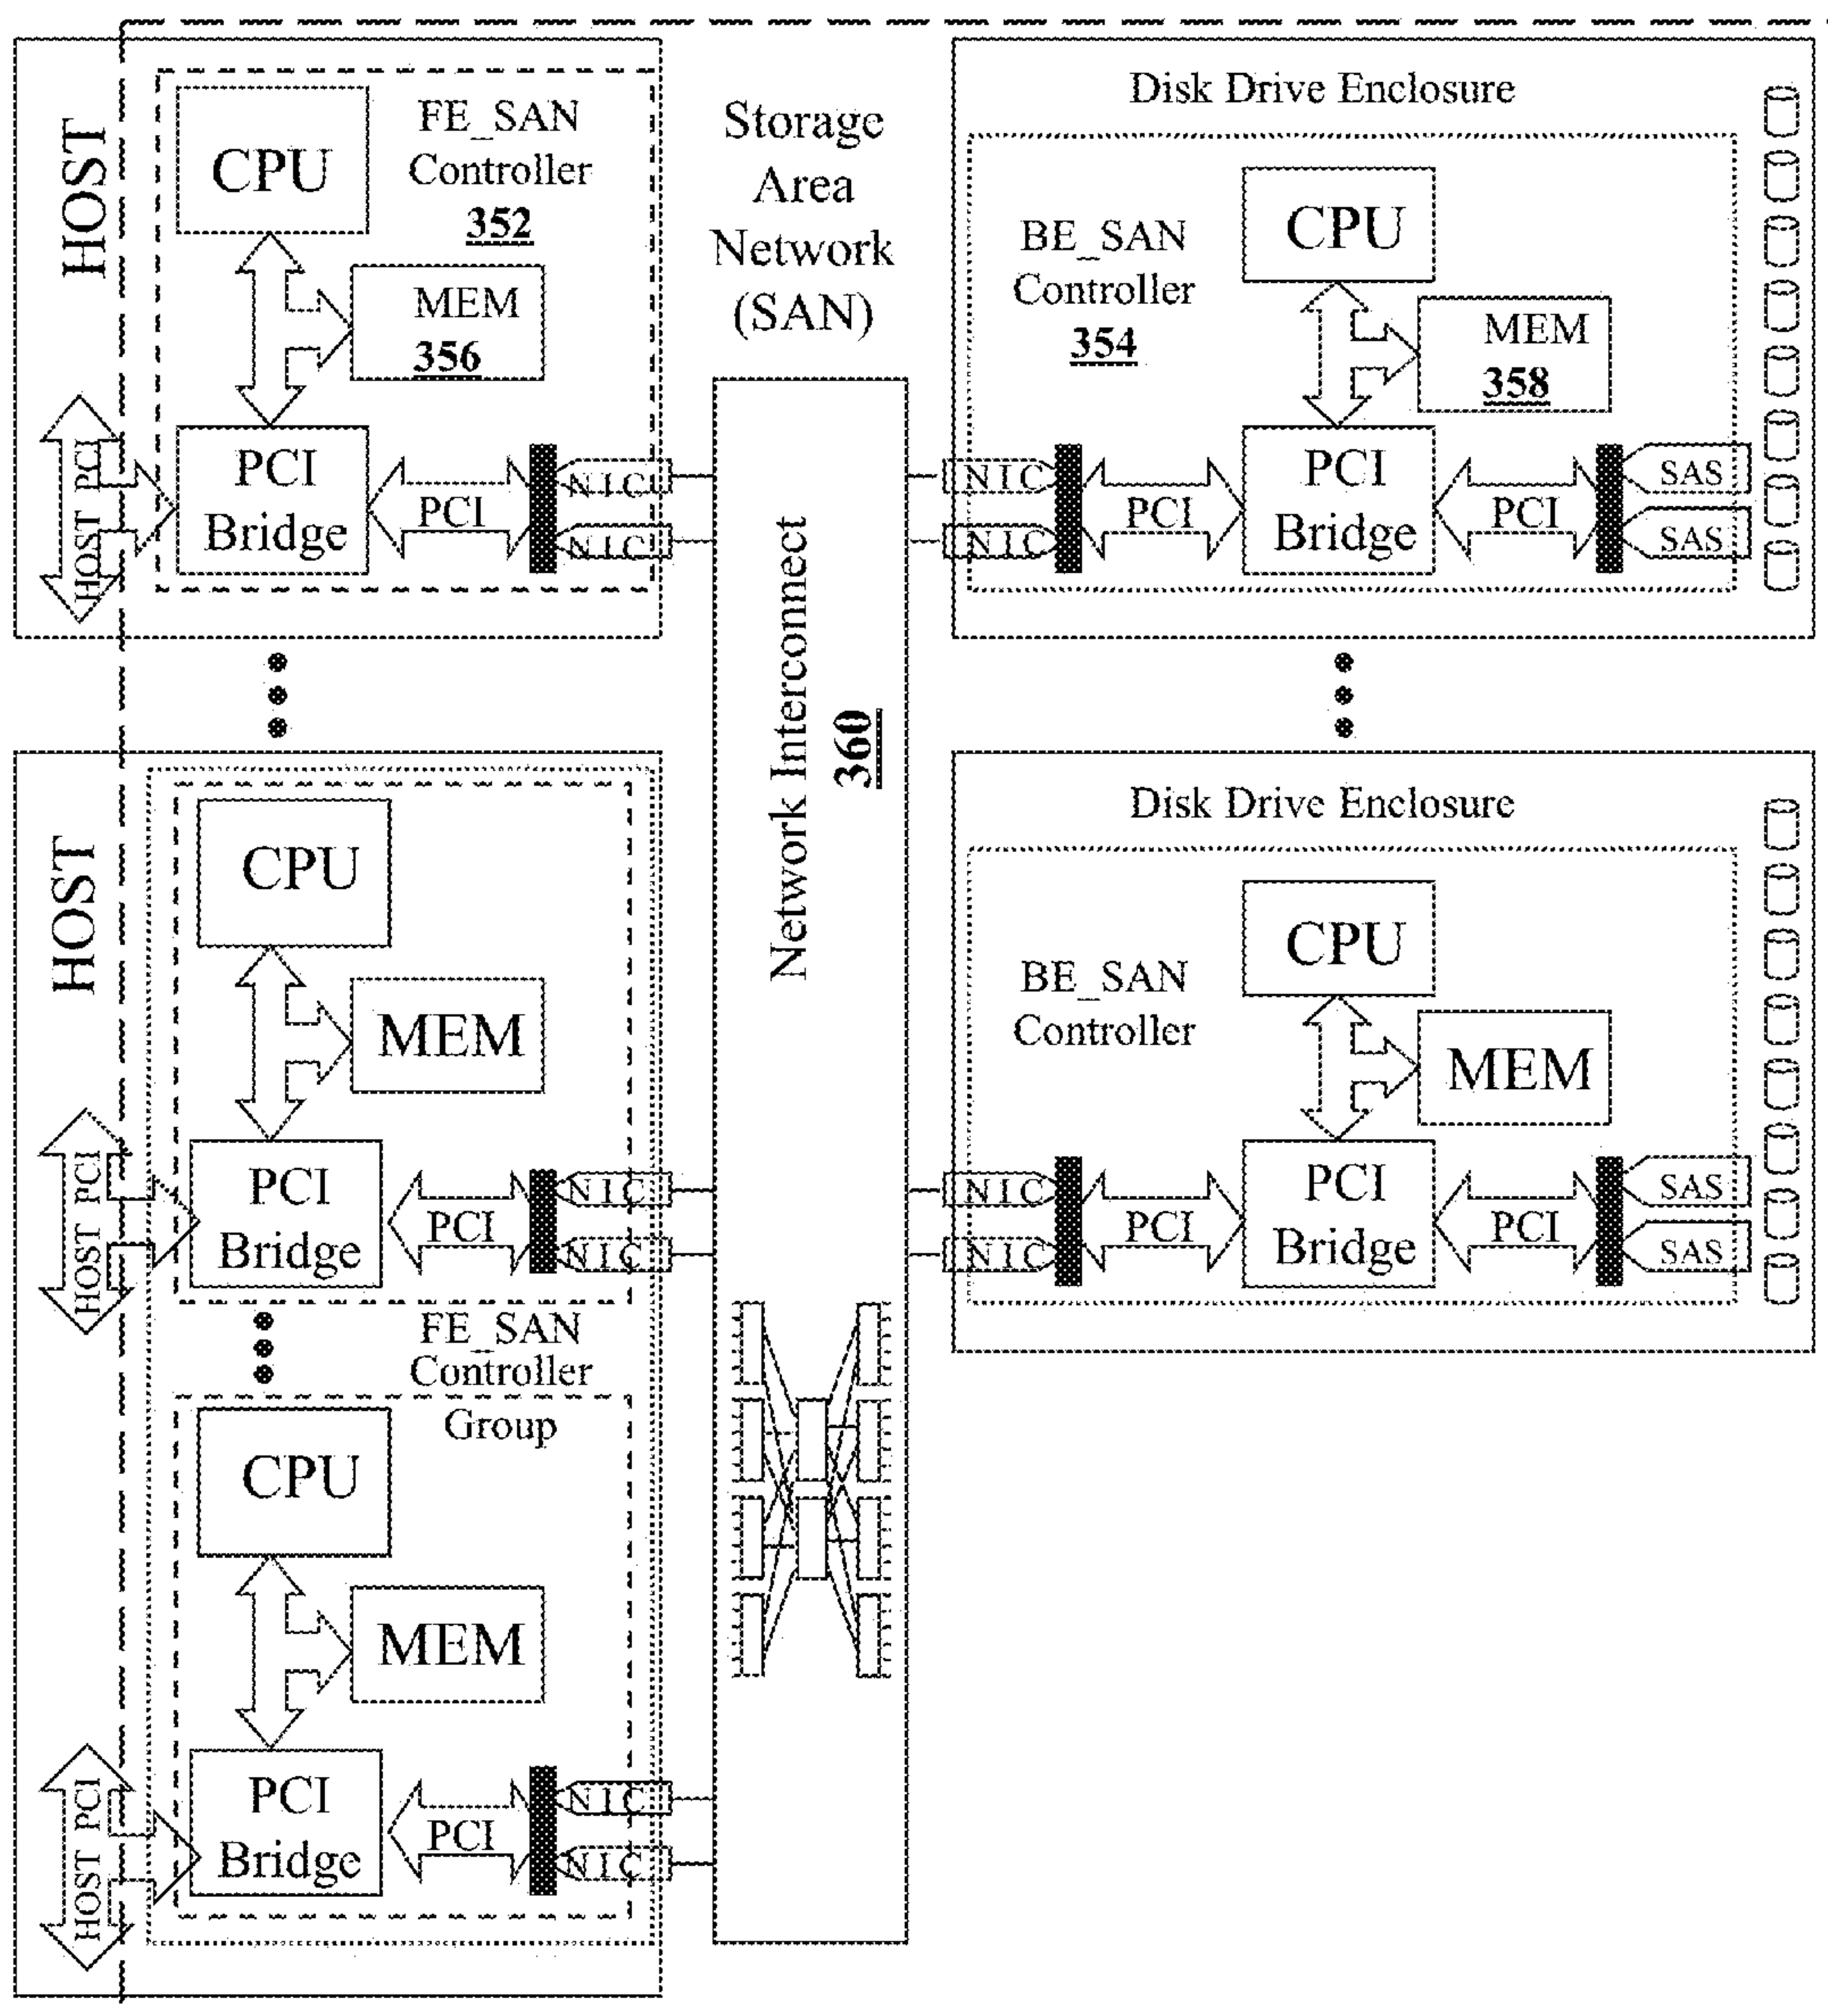 HOST
CPU
FE_SAN
Controller
352
MEM
356
HOST PCI
PCI
Bridge
PCI
NIC
NIC
Storage
Area
Network
(SAN)
Network Interconnect
360
Disk Drive Enclosure
BE_SAN
Controller
354
CPU
MEM
358
NIC
NIC
PCI
PCI
Bridge
PCI
SAS
SAS
HOST
CPU
MEM
HOST PCI
PCI
Bridge
PCI
NIC
NIC
FE_SAN
Controller
Group
CPU
MEM
HOST PCI
PCI
Bridge
PCI
NIC
NIC
Disk Drive Enclosure
BE_SAN
Controller
CPU
MEM
NIC
NIC
PCI
PCI
Bridge
PCI
SAS
SAS